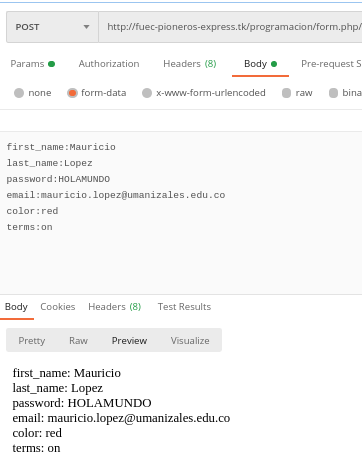 POST http://fuec-pioneros-express.tk/programacion/form.php/
Params Authorization Headers (8) Body Pre-request S
none form-data x-www-form-urlencoded raw bina
first_name:Mauricio
last_name:Lopez
password:HOLAMUNDO
email:mauricio.lopez@umanizales.edu.co
color:red
terms:on
Body Cookies Headers (8) Test Results
Pretty Raw Preview Visualize
first_name: Mauricio
last_name: Lopez
password: HOLAMUNDO
email: mauricio.lopez@umanizales.edu.co
color: red
terms: on